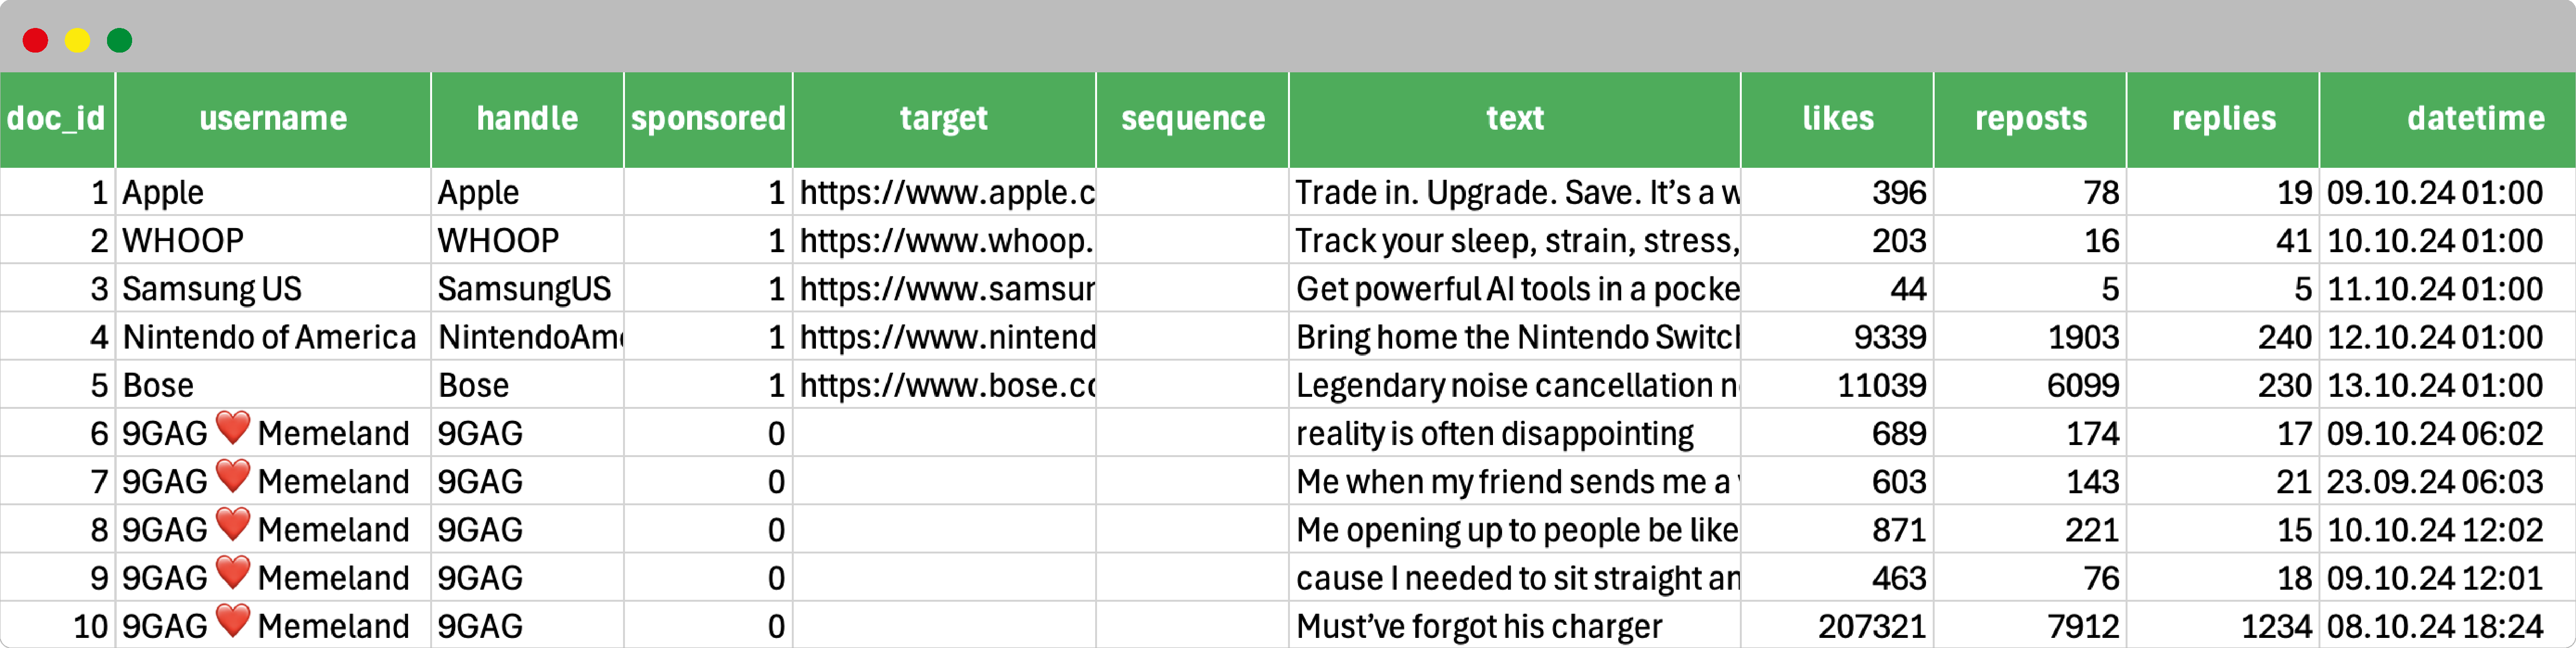 doc_id username handle sponsored target sequence text likes reposts replies datetime
1 Apple Apple 1 https://www.apple.c Trade in. Upgrade. Save. It’s a w 396 78 19 09.10.24 01:00
2 WHOOP WHOOP 1 https://www.whoop. Track your sleep, strain, stress, 203 16 41 10.10.24 01:00
3 Samsung US SamsungUS 1 https://www.samsun Get powerful AI tools in a pocke 44 5 5 11.10.24 01:00
4 Nintendo of America NintendoAme 1 https://www.nintend Bring home the Nintendo Switch 9339 1903 240 12.10.24 01:00
5 Bose Bose 1 https://www.bose.co Legendary noise cancellation n 11039 6099 230 13.10.24 01:00
6 9GAG ❤️ Memeland 9GAG 0 reality is often disappointing 689 174 17 09.10.24 06:02
7 9GAG ❤️ Memeland 9GAG 0 Me when my friend sends me a 603 143 21 23.09.24 06:03
8 9GAG ❤️ Memeland 9GAG 0 Me opening up to people be like 871 221 15 10.10.24 12:02
9 9GAG ❤️ Memeland 9GAG 0 cause I needed to sit straight an 463 76 18 09.10.24 12:01
10 9GAG ❤️ Memeland 9GAG 0 Must’ve forgot his charger 207321 7912 1234 08.10.24 18:24